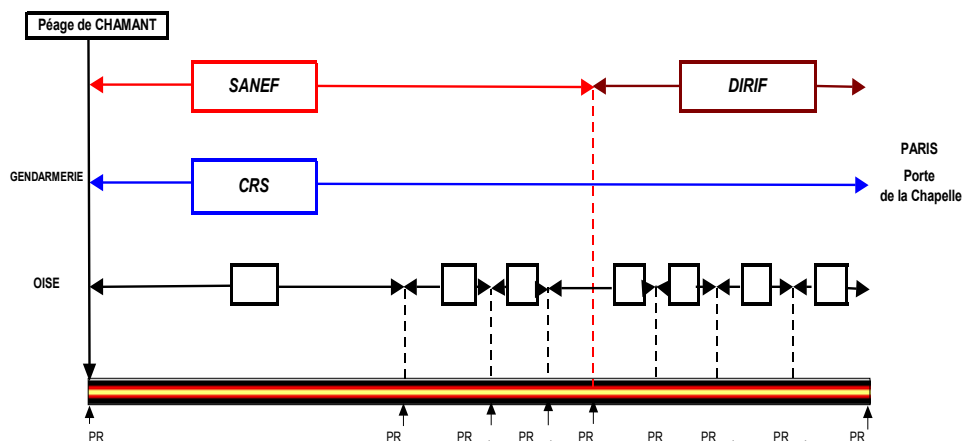 Péage de CHAMANT
SANEF
DIRIF
GENDARMERIE
CRS
PARIS
Porte
de la Chapelle
OISE
PR PR PR PR PR PR PR PR PR